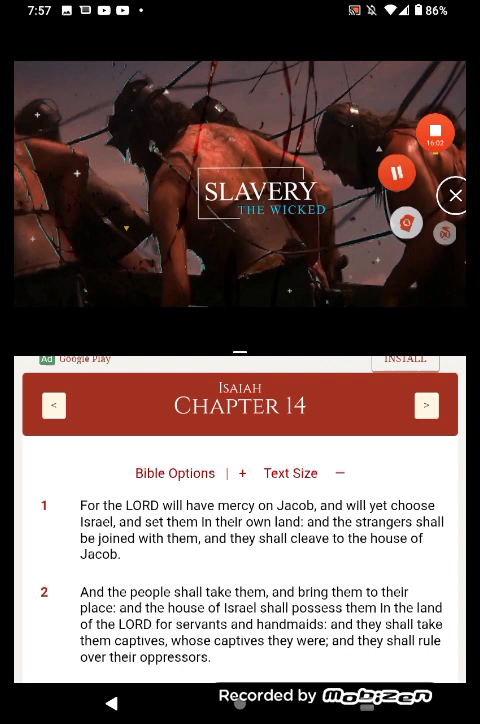 7:57
86%
16:02
SLAVERY
THE WICKED
Ad Google Play
INSTALL
ISAIAH
< CHAPTER 14 >
Bible Options | + Text Size −
1 For the LORD will have mercy on Jacob, and will yet choose
Israel, and set them in their own land: and the strangers shall
be joined with them, and they shall cleave to the house of
Jacob.
2 And the people shall take them, and bring them to their
place: and the house of Israel shall possess them in the land
of the LORD for servants and handmaids: and they shall take
them captives, whose captives they were; and they shall rule
over their oppressors.
Recorded by Mobizen